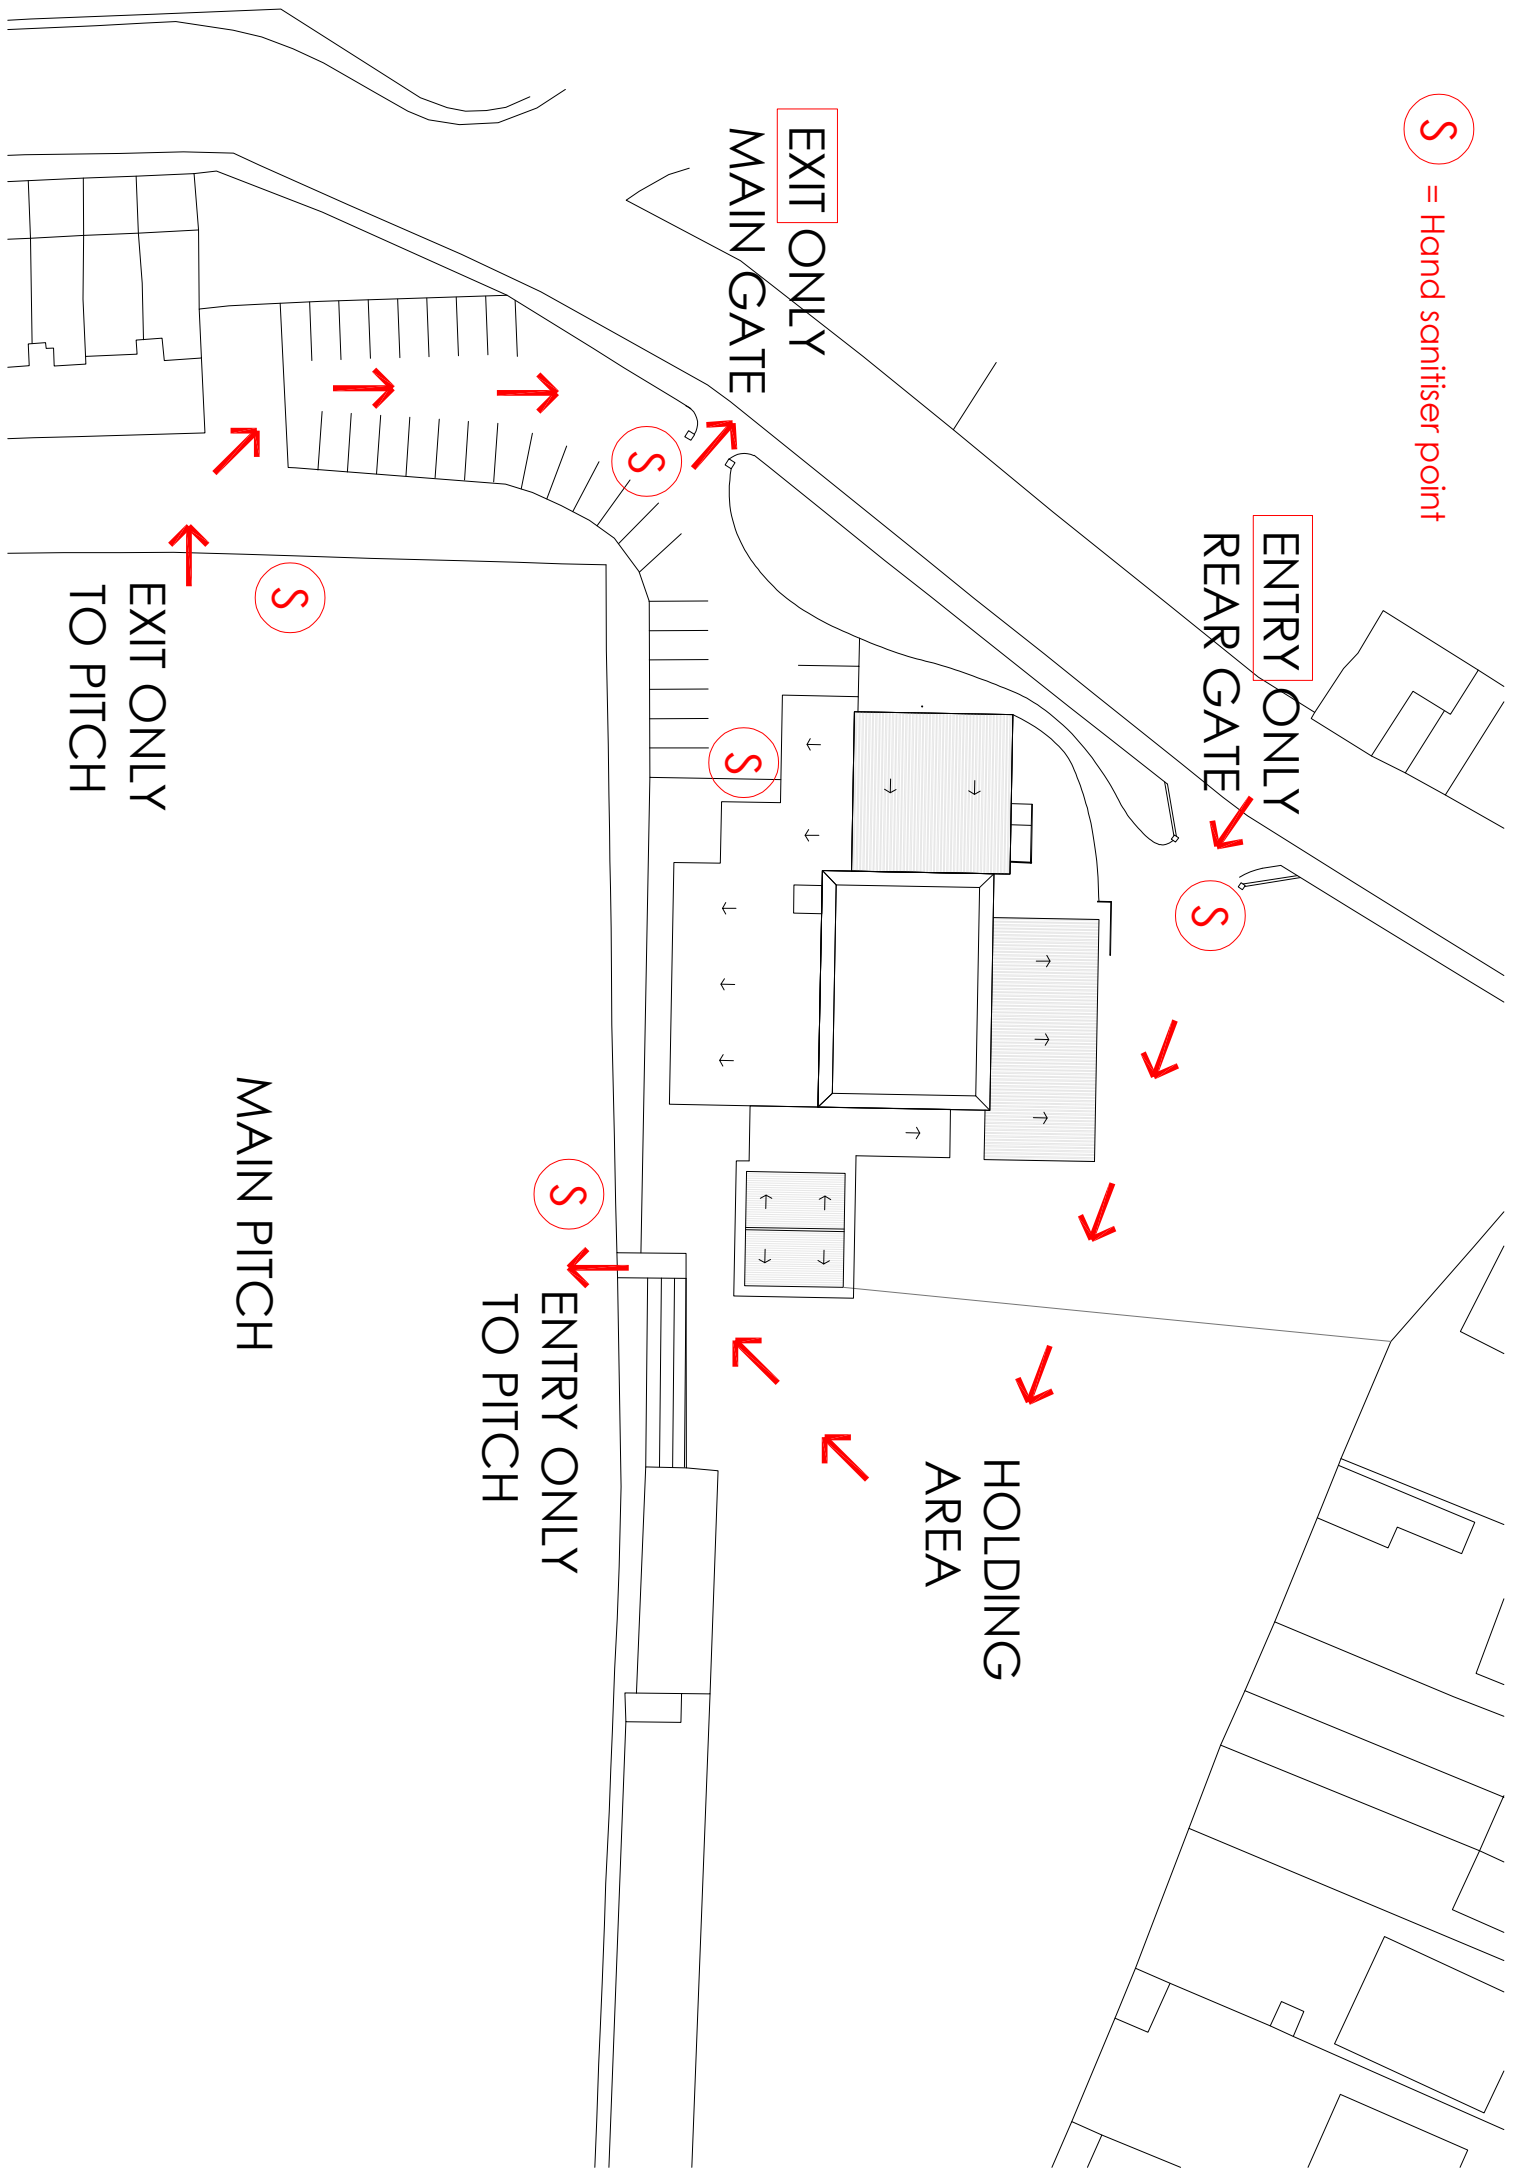 S = Hand sanitiser point
ENTRY ONLY
REAR GATE
S
EXIT ONLY
MAIN GATE
S
S
HOLDING
AREA
ENTRY ONLY
TO PITCH
S
MAIN PITCH
S
EXIT ONLY
TO PITCH